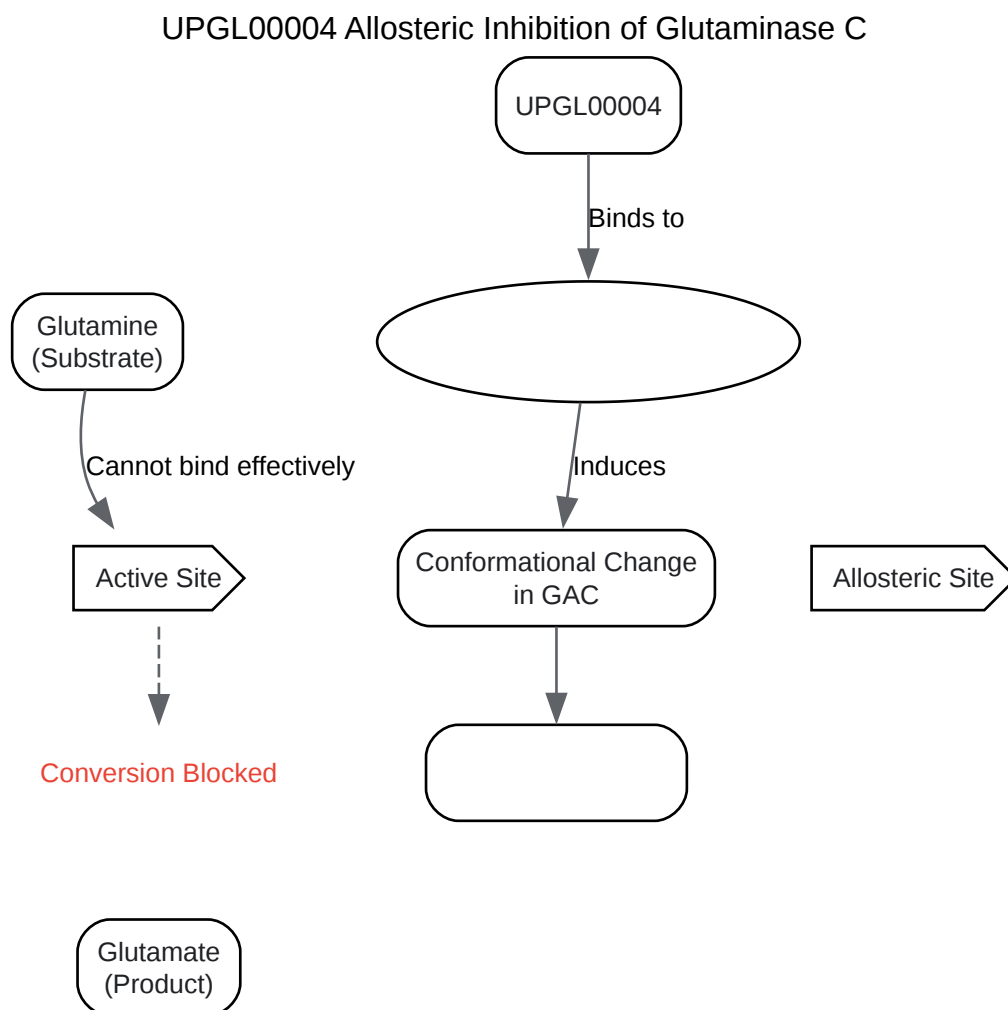 UPGL00004 Allosteric Inhibition of Glutaminase C
UPGL00004
Binds to
Glutamine
(Substrate)
Cannot bind effectively
Induces
Active Site
Conformational Change
in GAC
Allosteric Site
Conversion Blocked
Glutamate
(Product)